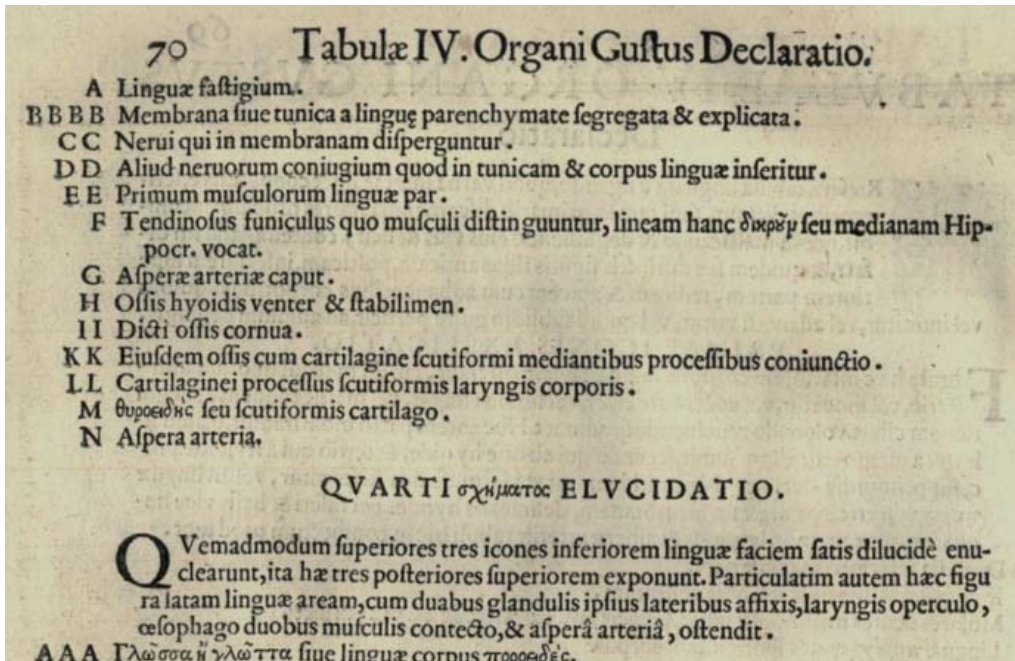 70 Tabulæ IV. Organi Guſtus Declaratio.
A Linguæ faſtigium.
B B B B Membrana ſiue tunica a linguę parenchymate ſegregata & explicata.
C C Nerui qui in membranam diſperguntur.
D D Aliud neruorum coniugium quod in tunicam & corpus linguæ inſeritur.
E E Primum muſculorum linguæ par.
F Tendinoſus funiculus quo muſculi diſtinguuntur, lineam hanc δικρȣ̃ν ſeu medianam Hip-
pocr. vocat.
G Aſperæ arteriæ caput.
H Oſſis hyoidis venter & ſtabilimen.
I I Dicti oſſis cornua.
K K Eiuſdem oſſis cum cartilagine ſcutiformi mediantibus proceſſibus coniunctio.
L L Cartilaginei proceſſus ſcutiformis laryngis corporis.
M θυροειδὴς ſeu ſcutiformis cartilago.
N Aſpera arteria.
QVARTI σχήματος ELVCIDATIO.
QVemadmodum ſuperiores tres icones inferiorem linguæ faciem ſatis dilucidè enu-
clearunt, ita hæ tres poſteriores ſuperiorem exponunt. Particulatim autem hæc figu
ra latam linguæ aream, cum duabus glandulis ipſius lateribus affixis, laryngis operculo,
œſophago duobus muſculis contecto, & aſperâ arteriâ, oſtendit.
A A A Γλῶσσα ἢ γλῶττα ſiue linguæ corpus ποροειδὲς.